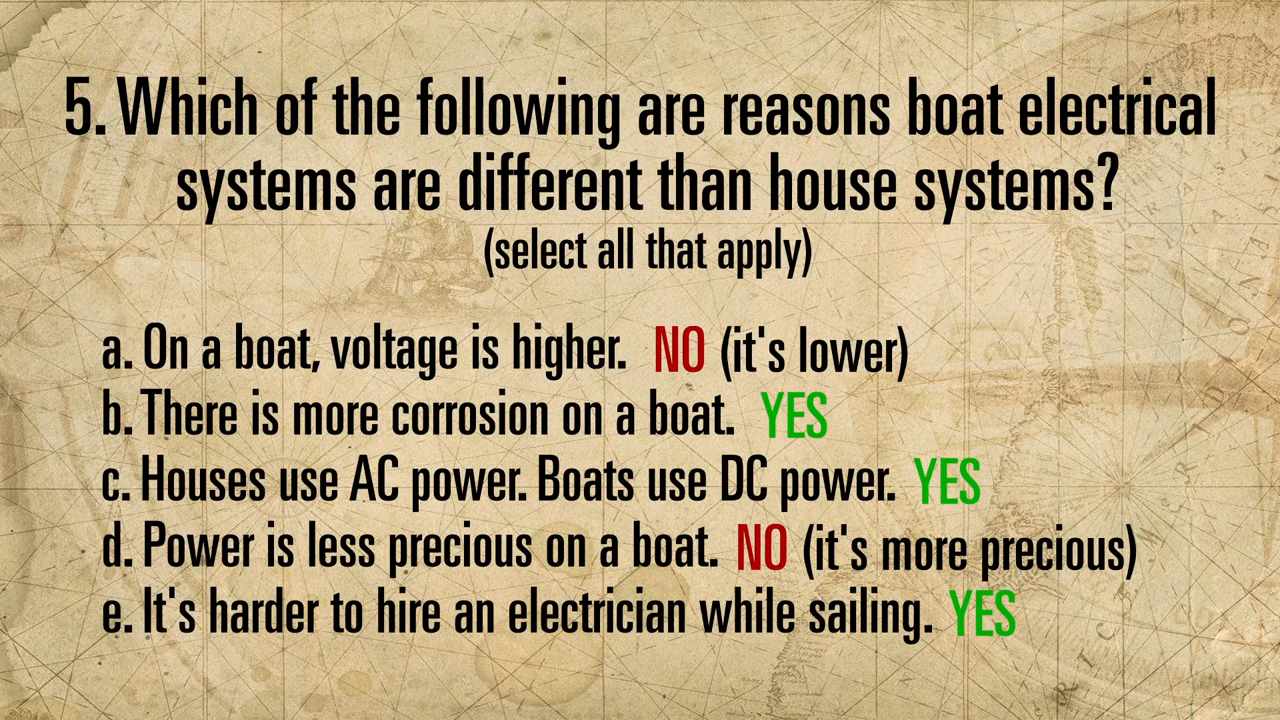 5. Which of the following are reasons boat electrical
systems are different than house systems?
(select all that apply)
a. On a boat, voltage is higher. NO (it's lower)
b. There is more corrosion on a boat. YES
c. Houses use AC power. Boats use DC power. YES
d. Power is less precious on a boat. NO (it's more precious)
e. It's harder to hire an electrician while sailing. YES